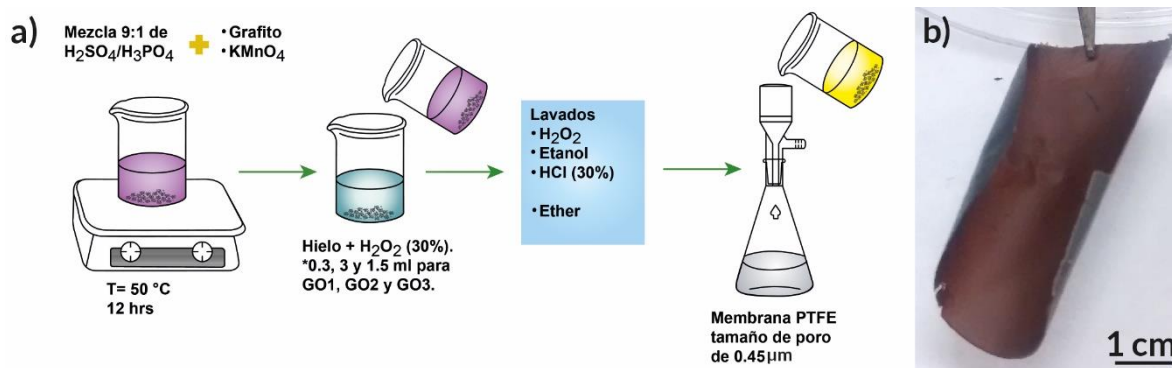 a)
Mezcla 9:1 de
H₂SO₄/H₃PO₄
•Grafito
•KMnO₄
T= 50 °C
12 hrs
Hielo + H₂O₂ (30%).
*0.3, 3 y 1.5 ml para
GO1, GO2 y GO3.
Lavados
•H₂O₂
•Etanol
•HCl (30%)
•Ether
Membrana PTFE
tamaño de poro
de 0.45μm
b)
1 cm